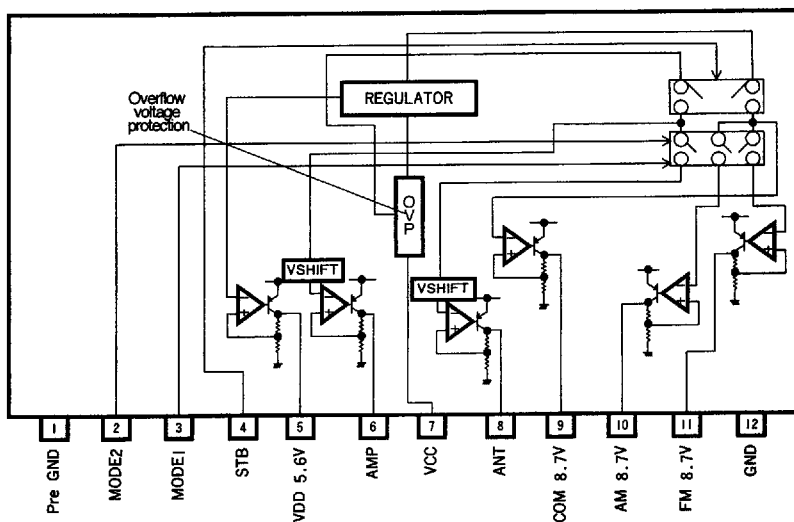 REGULATOR
Overflow
voltage
protection
OVP
VSHIFT
VSHIFT
1
2
3
4
5
6
7
8
9
10
11
12
Pre GND
MODE2
MODE1
STB
VDD 5.6V
AMP
VCC
ANT
COM 8.7V
AM 8.7V
FM 8.7V
GND